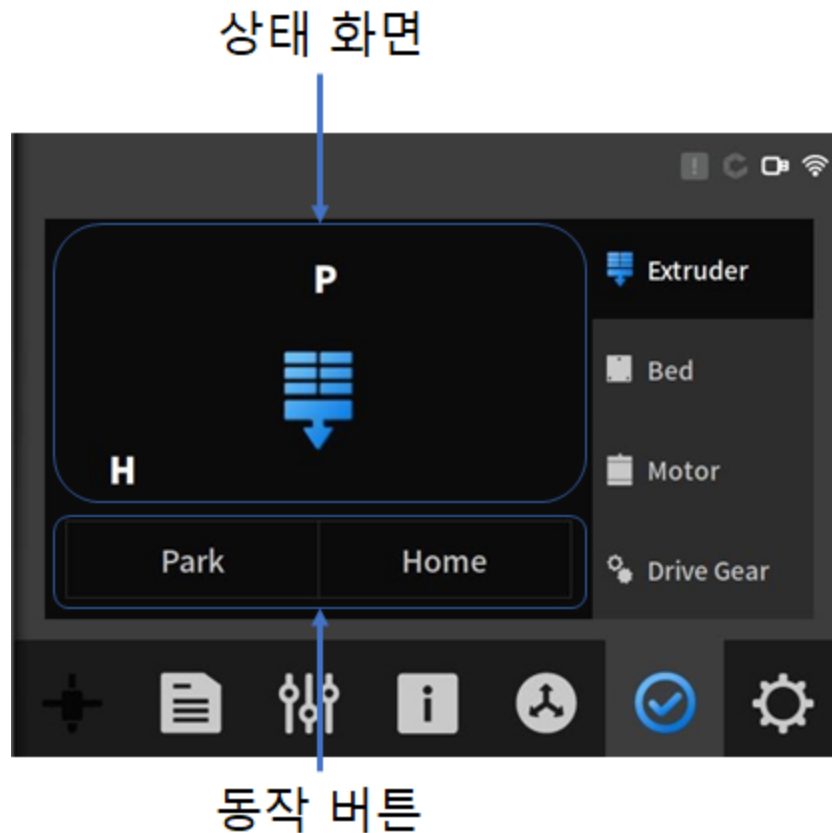 상태 화면
P
Extruder
Bed
H
Motor
Park
Home
Drive Gear
동작 버튼